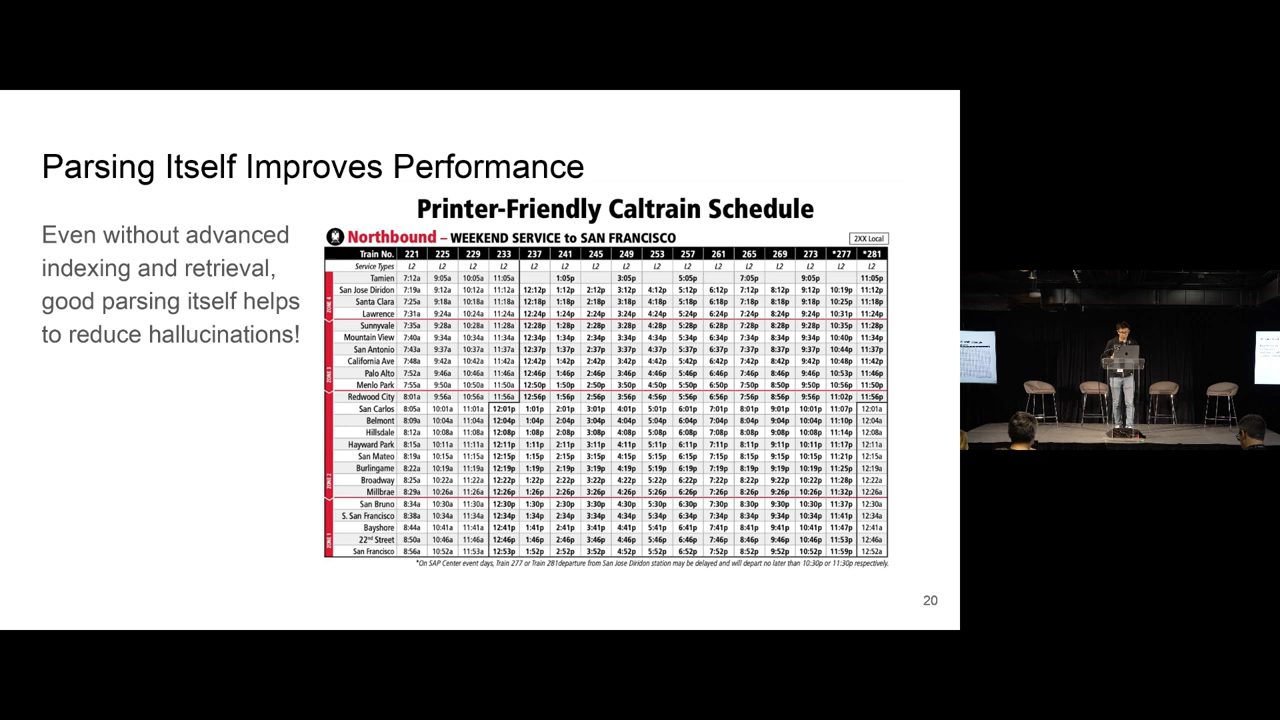 Parsing Itself Improves Performance
Even without advanced
indexing and retrieval,
good parsing itself helps
to reduce hallucinations!
Printer-Friendly Caltrain Schedule
Northbound – WEEKEND SERVICE to SAN FRANCISCO
2XX Local
Train No. 221 225 229 233 237 241 245 249 253 257 261 265 269 273 *277 *281
Service Types L2 L2 L2 L2 L2 L2 L2 L2 L2 L2 L2 L2 L2 L2 L2 L2
Tamien 7:12a 9:05a 10:05a 11:05a 1:05p 3:05p 5:05p 7:05p 9:05p 11:05p
San Jose Diridon 7:19a 9:12a 10:12a 11:12a 12:12p 1:12p 2:12p 3:12p 4:12p 5:12p 6:12p 7:12p 8:12p 9:12p 10:19p 11:12p
Santa Clara 7:25a 9:18a 10:18a 11:18a 12:18p 1:18p 2:18p 3:18p 4:18p 5:18p 6:18p 7:18p 8:18p 9:18p 10:25p 11:18p
Lawrence 7:31a 9:24a 10:24a 11:24a 12:24p 1:24p 2:24p 3:24p 4:24p 5:24p 6:24p 7:24p 8:24p 9:24p 10:31p 11:24p
ZONE 4
Sunnyvale 7:35a 9:28a 10:28a 11:28a 12:28p 1:28p 2:28p 3:28p 4:28p 5:28p 6:28p 7:28p 8:28p 9:28p 10:35p 11:28p
Mountain View 7:40a 9:34a 10:34a 11:34a 12:34p 1:34p 2:34p 3:34p 4:34p 5:34p 6:34p 7:34p 8:34p 9:34p 10:40p 11:34p
San Antonio 7:43a 9:37a 10:37a 11:37a 12:37p 1:37p 2:37p 3:37p 4:37p 5:37p 6:37p 7:37p 8:37p 9:37p 10:44p 11:37p
California Ave 7:48a 9:42a 10:42a 11:42a 12:42p 1:42p 2:42p 3:42p 4:42p 5:42p 6:42p 7:42p 8:42p 9:42p 10:48p 11:42p
Palo Alto 7:52a 9:46a 10:46a 11:46a 12:46p 1:46p 2:46p 3:46p 4:46p 5:46p 6:46p 7:46p 8:46p 9:46p 10:53p 11:46p
Menlo Park 7:55a 9:50a 10:50a 11:50a 12:50p 1:50p 2:50p 3:50p 4:50p 5:50p 6:50p 7:50p 8:50p 9:50p 10:56p 11:50p
ZONE 3
Redwood City 8:01a 9:56a 10:56a 11:56a 12:56p 1:56p 2:56p 3:56p 4:56p 5:56p 6:56p 7:56p 8:56p 9:56p 11:02p 11:56p
San Carlos 8:05a 10:01a 11:01a 12:01p 1:01p 2:01p 3:01p 4:01p 5:01p 6:01p 7:01p 8:01p 9:01p 10:01p 11:07p 12:01a
Belmont 8:09a 10:04a 11:04a 12:04p 1:04p 2:04p 3:04p 4:04p 5:04p 6:04p 7:04p 8:04p 9:04p 10:04p 11:10p 12:04a
Hillsdale 8:12a 10:08a 11:08a 12:08p 1:08p 2:08p 3:08p 4:08p 5:08p 6:08p 7:08p 8:08p 9:08p 10:08p 11:14p 12:08a
Hayward Park 8:15a 10:11a 11:11a 12:11p 1:11p 2:11p 3:11p 4:11p 5:11p 6:11p 7:11p 8:11p 9:11p 10:11p 11:17p 12:11a
San Mateo 8:19a 10:15a 11:15a 12:15p 1:15p 2:15p 3:15p 4:15p 5:15p 6:15p 7:15p 8:15p 9:15p 10:15p 11:21p 12:15a
Burlingame 8:22a 10:19a 11:19a 12:19p 1:19p 2:19p 3:19p 4:19p 5:19p 6:19p 7:19p 8:19p 9:19p 10:19p 11:25p 12:19a
Broadway 8:25a 10:22a 11:22a 12:22p 1:22p 2:22p 3:22p 4:22p 5:22p 6:22p 7:22p 8:22p 9:22p 10:22p 11:28p 12:22a
Millbrae 8:29a 10:26a 11:26a 12:26p 1:26p 2:26p 3:26p 4:26p 5:26p 6:26p 7:26p 8:26p 9:26p 10:26p 11:32p 12:26a
ZONE 2
San Bruno 8:34a 10:30a 11:30a 12:30p 1:30p 2:30p 3:30p 4:30p 5:30p 6:30p 7:30p 8:30p 9:30p 10:30p 11:37p 12:30a
S. San Francisco 8:38a 10:34a 11:34a 12:34p 1:34p 2:34p 3:34p 4:34p 5:34p 6:34p 7:34p 8:34p 9:34p 10:34p 11:41p 12:34a
Bayshore 8:44a 10:41a 11:41a 12:41p 1:41p 2:41p 3:41p 4:41p 5:41p 6:41p 7:41p 8:41p 9:41p 10:41p 11:47p 12:41a
22nd Street 8:50a 10:46a 11:46a 12:46p 1:46p 2:46p 3:46p 4:46p 5:46p 6:46p 7:46p 8:46p 9:46p 10:46p 11:53p 12:46a
San Francisco 8:56a 10:52a 11:53a 12:53p 1:52p 2:52p 3:52p 4:52p 5:52p 6:52p 7:52p 8:52p 9:52p 10:52p 11:59p 12:52a
ZONE 1
*On SAP Center event days, Train 277 or Train 281departure from San Jose Diridon station may be delayed and will depart no later than 10:30p or 11:30p respectively.
20